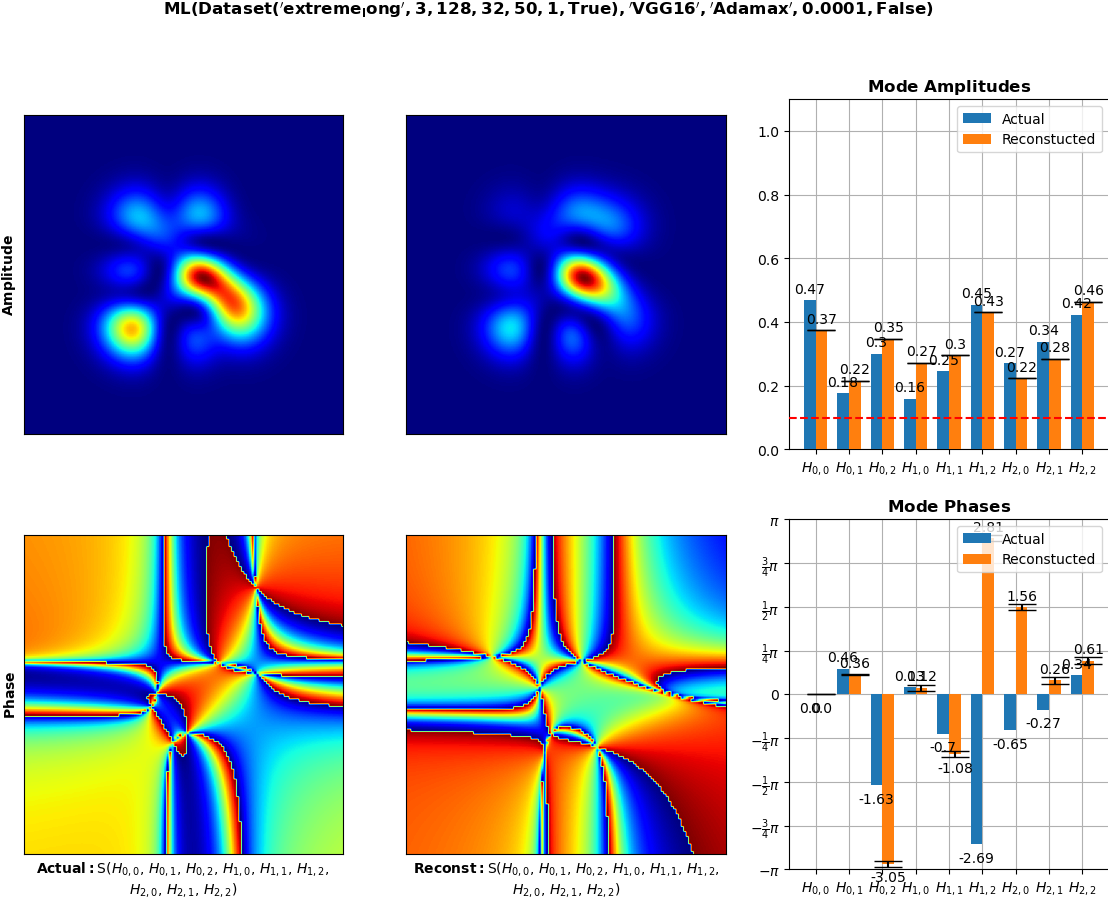 ML(Dataset(′extreme_long′, 3, 128, 32, 50, 1, True), ′VGG16′, ′Adamax′, 0.0001, False)
Amplitude
Mode Amplitudes
Actual
Reconstucted
1.0
0.8
0.6
0.4
0.2
0.0
0.47
0.37
0.18
0.22
0.3
0.35
0.16
0.27
0.25
0.3
0.45
0.43
0.27
0.22
0.34
0.28
0.42
0.46
H0,0 H0,1 H0,2 H1,0 H1,1 H1,2 H2,0 H2,1 H2,2
Phase
Mode Phases
Actual
Reconstucted
π
3/4π
1/2π
1/4π
0
−1/4π
−1/2π
−3/4π
−π
0.0
0.0
0.46
0.36
-1.63
-3.05
0.13
0.12
-0.7
-1.08
-2.69
2.81
-0.65
1.56
-0.27
0.26
0.34
0.61
H0,0 H0,1 H0,2 H1,0 H1,1 H1,2 H2,0 H2,1 H2,2
Actual: S(H0,0, H0,1, H0,2, H1,0, H1,1, H1,2,
H2,0, H2,1, H2,2)
Reconst: S(H0,0, H0,1, H0,2, H1,0, H1,1, H1,2,
H2,0, H2,1, H2,2)